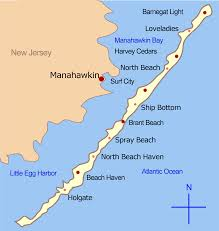 Barnegat Light
Loveladies
New Jersey
Manahawkin Bay
Harvey Cedars
North Beach
Manahawkin
Surf City
Ship Bottom
Brant Beach
Spray Beach
North Beach Haven
Little Egg Harbor
Atlantic Ocean
Beach Haven
Holgate
N